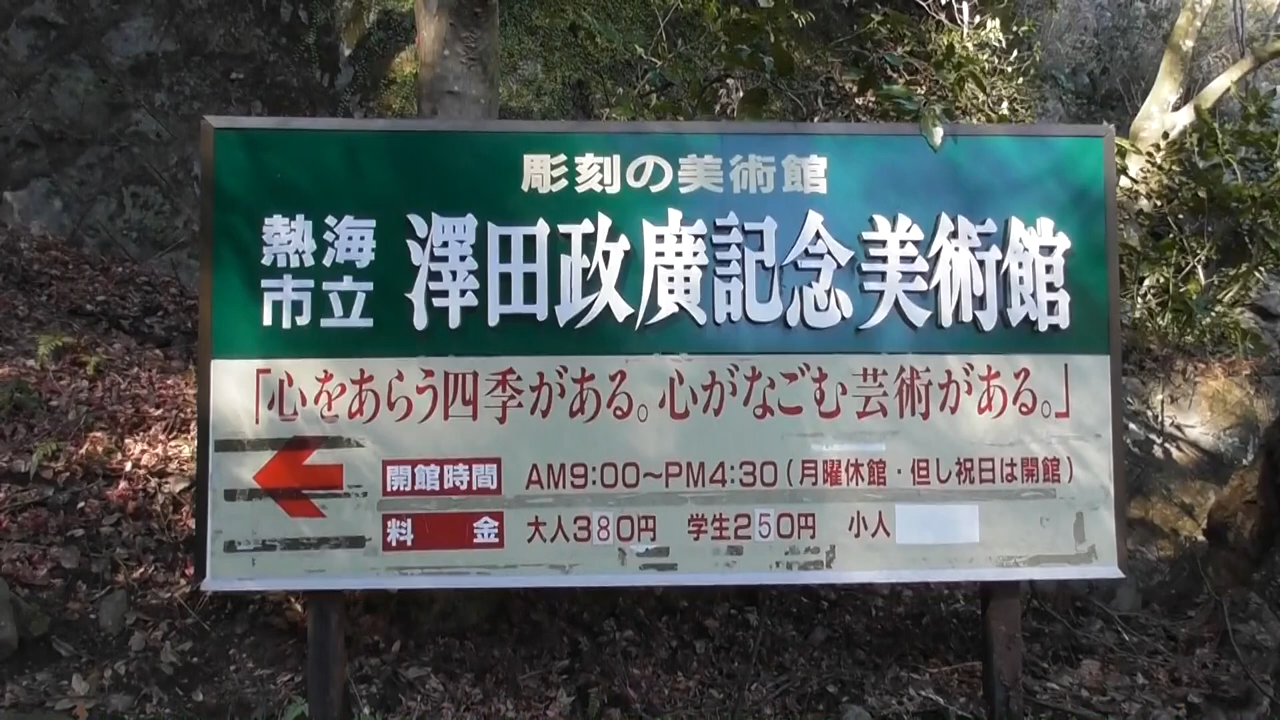 彫刻の美術館
熱海市立 澤田政廣記念美術館
「心をあらう四季がある。心がなごむ芸術がある。」
開館時間 AM9:00～PM4:30(月曜休館・但し祝日は開館)
料金 大人380円 学生250円 小人